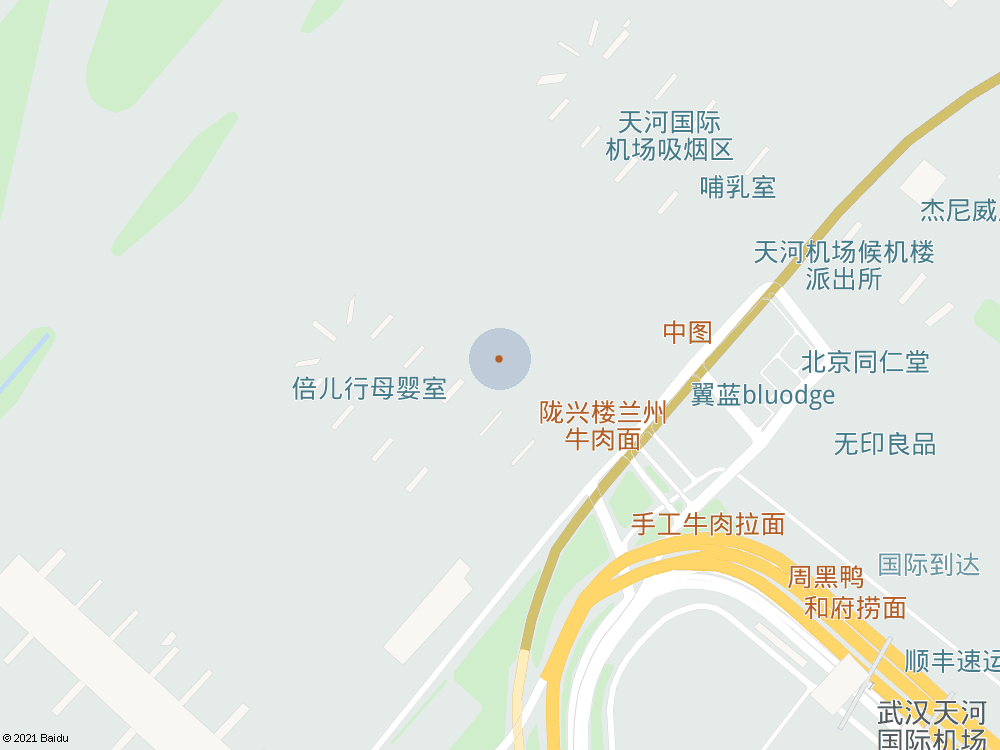 天河国际
机场吸烟区
哺乳室
杰尼威
天河机场候机楼
派出所
中图
北京同仁堂
倍儿行母婴室
翼蓝bluodge
陇兴楼兰州
牛肉面
无印良品
手工牛肉拉面
国际到达
周黑鸭
和府捞面
顺丰速运
武汉天河
国际机场
© 2021 Baidu